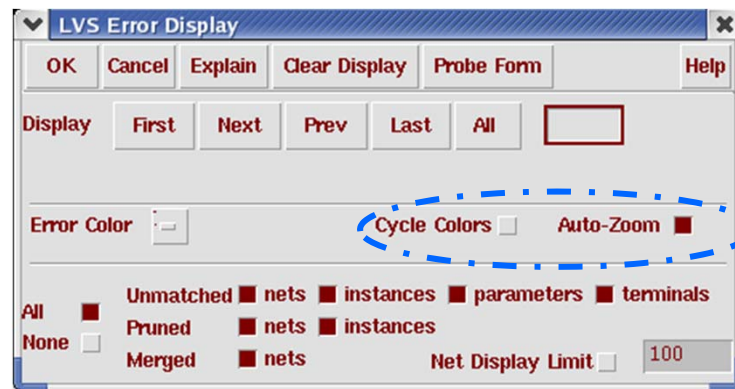 LVS Error Display
OK Cancel Explain Clear Display Probe Form Help
Display First Next Prev Last All
Error Color Cycle Colors Auto-Zoom
All Unmatched nets instances parameters terminals
Pruned nets instances
None
Merged nets Net Display Limit 100